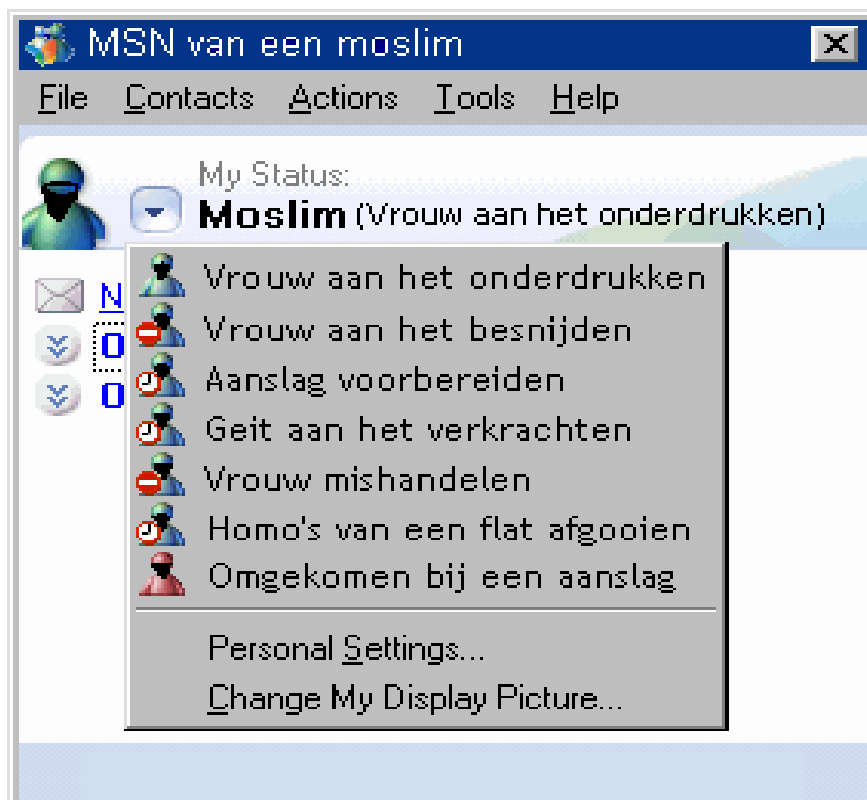 MSN van een moslim
File Contacts Actions Tools Help
My Status:
Moslim (Vrouw aan het onderdrukken)
Vrouw aan het onderdrukken
Vrouw aan het besnijden
Aanslag voorbereiden
Geit aan het verkrachten
Vrouw mishandelen
Homo's van een flat afgooien
Omgekomen bij een aanslag
Personal Settings...
Change My Display Picture...